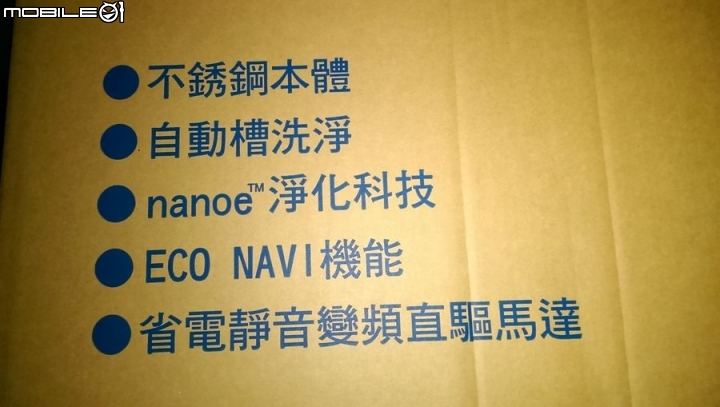 MOBILE01
●不銹鋼本體
●自動槽洗淨
●nanoe™淨化科技
●ECO NAVI機能
●省電靜音變頻直驅馬達